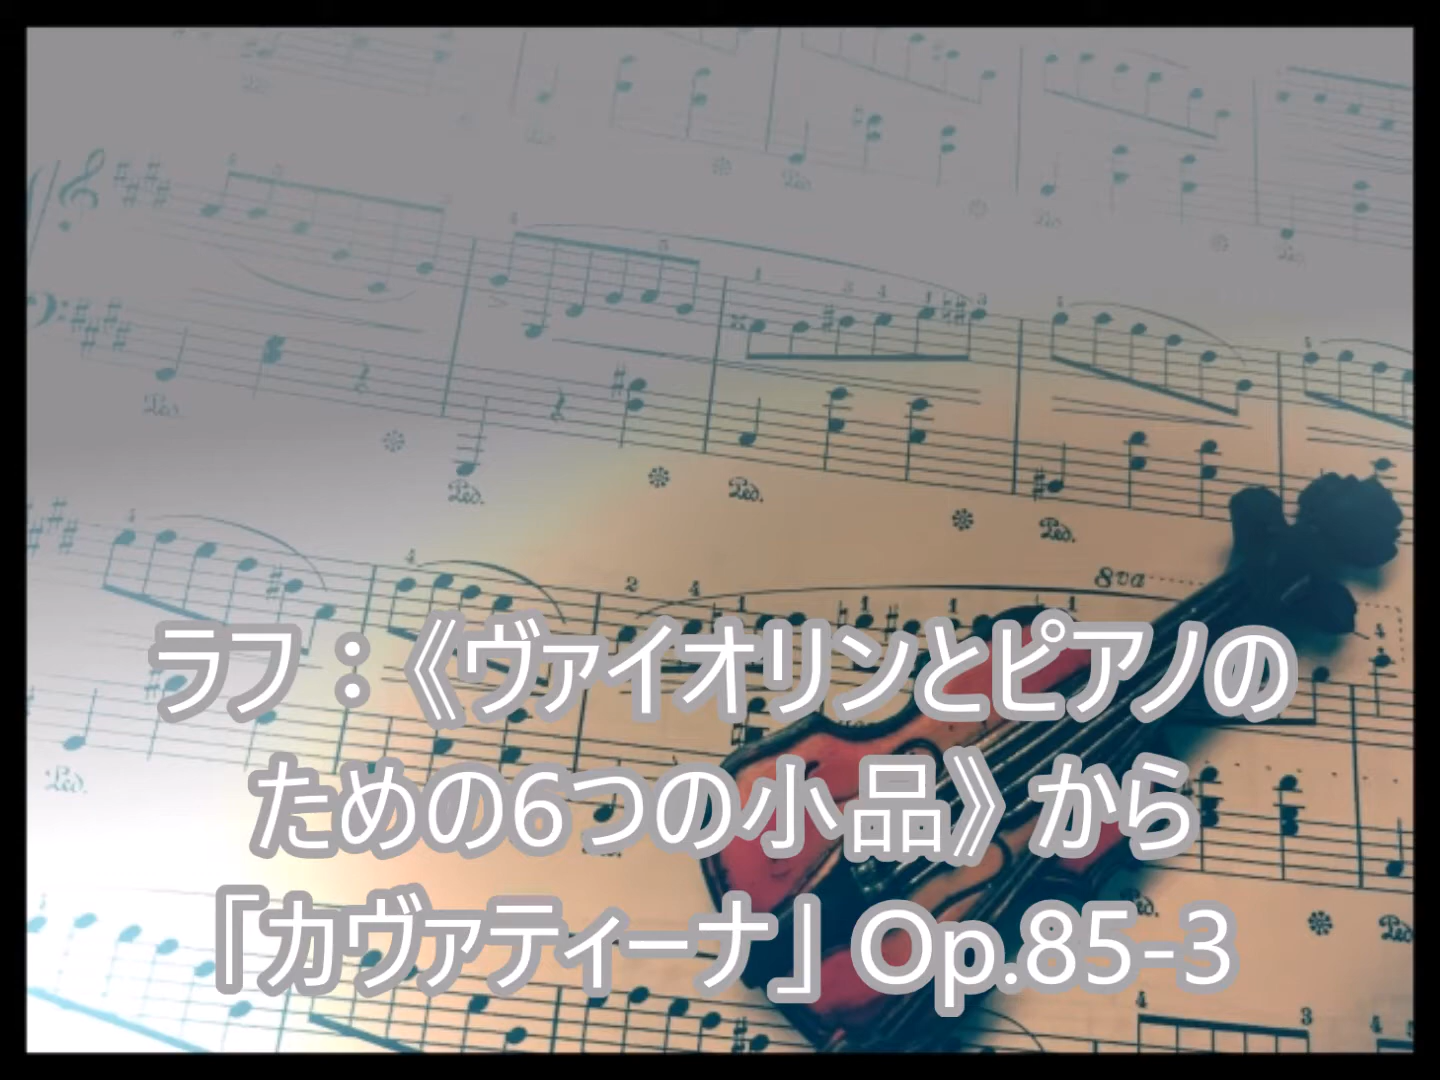 ラフ：《ヴァイオリンとピアノの
ための6つの小品》から
「カヴァティーナ」Op.85-3
8va